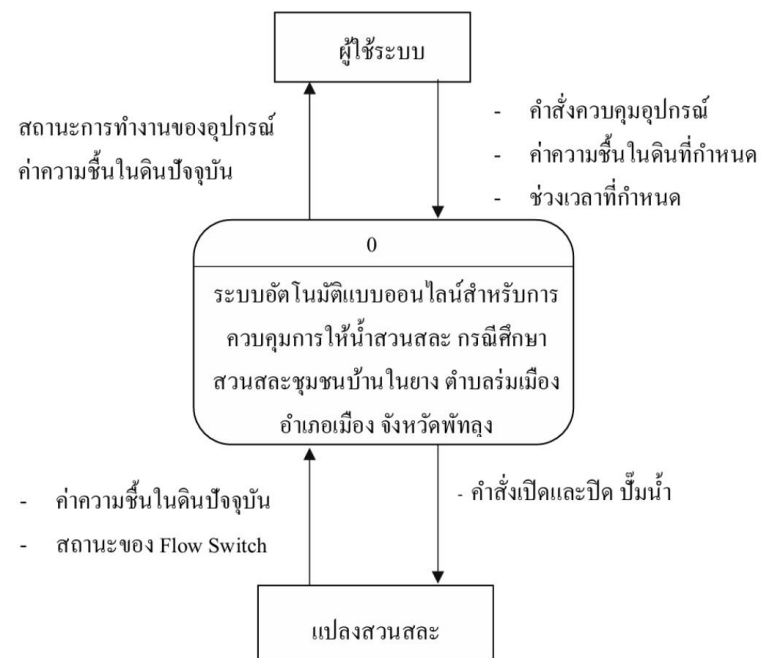 ผู้ใช้ระบบ
สถานะการทำงานของอุปกรณ์
ค่าความชื้นในดินปัจจุบัน
- คำสั่งควบคุมอุปกรณ์
- ค่าความชื้นในดินที่กำหนด
- ช่วงเวลาที่กำหนด
0
ระบบอัตโนมัติแบบออนไลน์สำหรับการ
ควบคุมการให้น้ำสวนสละ กรณีศึกษา
สวนสละชุมชนบ้านในยาง ตำบลร่มเมือง
อำเภอเมือง จังหวัดพัทลุง
- ค่าความชื้นในดินปัจจุบัน
- สถานะของ Flow Switch
- คำสั่งเปิดและปิด ปั๊มน้ำ
แปลงสวนสละ